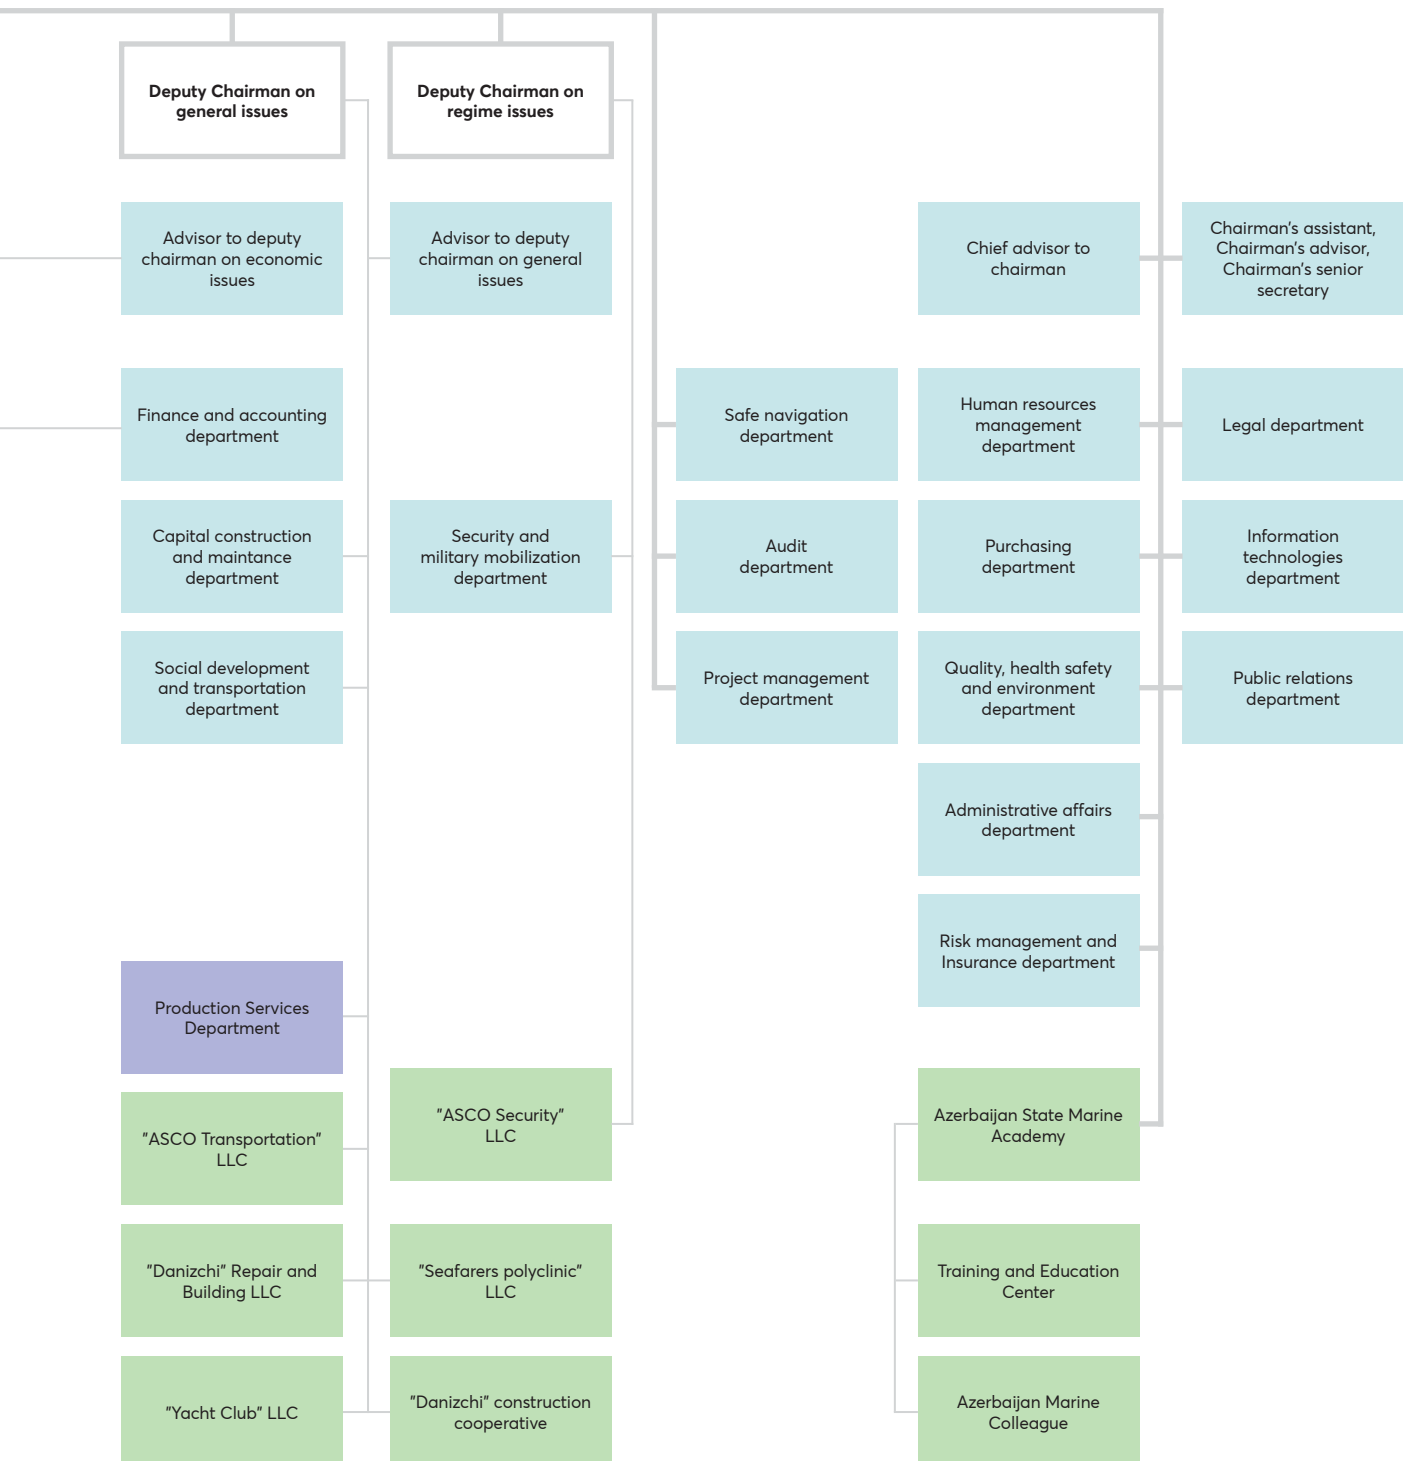 Deputy Chairman on
general issues
Deputy Chairman on
regime issues
Advisor to deputy
chairman on economic
issues
Advisor to deputy
chairman on general
issues
Chief advisor to
chairman
Chairman's assistant,
Chairman's advisor,
Chairman's senior
secretary
Finance and accounting
department
Safe navigation
department
Human resources
management
department
Legal department
Capital construction
and maintance
department
Security and
military mobilization
department
Audit
department
Purchasing
department
Information
technologies
department
Social development
and transportation
department
Project management
department
Quality, health safety
and environment
department
Public relations
department
Administrative affairs
department
Risk management and
Insurance department
Production Services
Department
"ASCO Transportation"
LLC
"ASCO Security"
LLC
Azerbaijan State Marine
Academy
"Danizchi" Repair and
Building LLC
"Seafarers polyclinic"
LLC
Training and Education
Center
"Yacht Club" LLC
"Danizchi" construction
cooperative
Azerbaijan Marine
Colleague